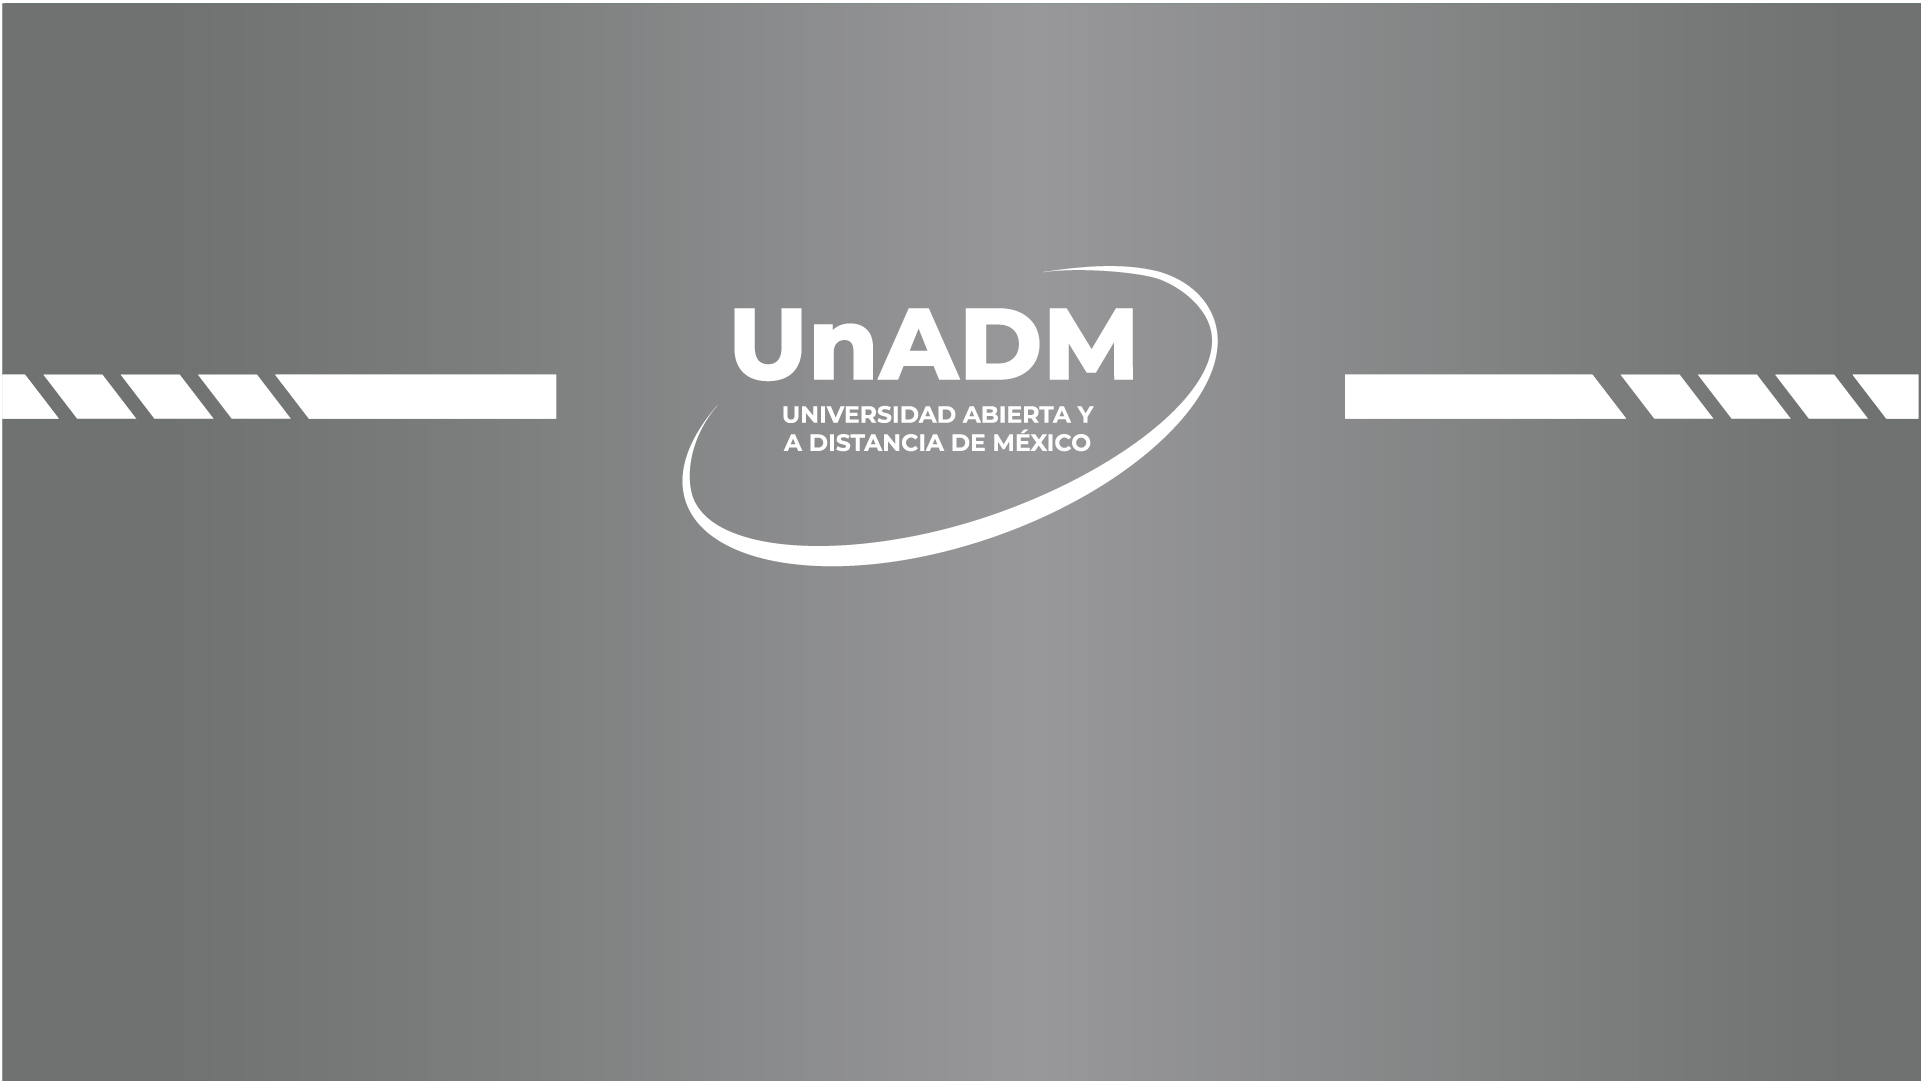 UnADM
UNIVERSIDAD ABIERTA Y
A DISTANCIA DE MÉXICO